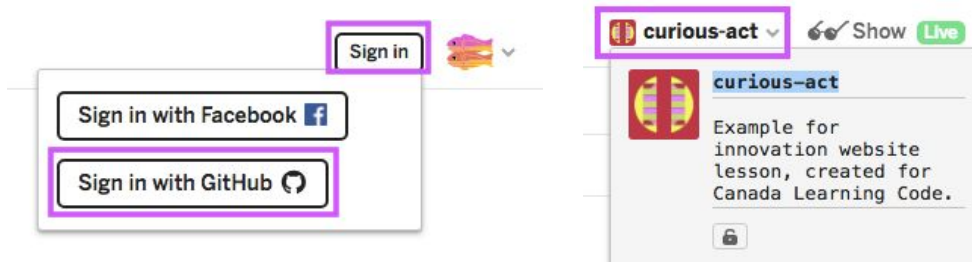 Sign in
Sign in with Facebook
Sign in with GitHub
curious-act Show Live
curious-act
Example for
innovation website
lesson, created for
Canada Learning Code.